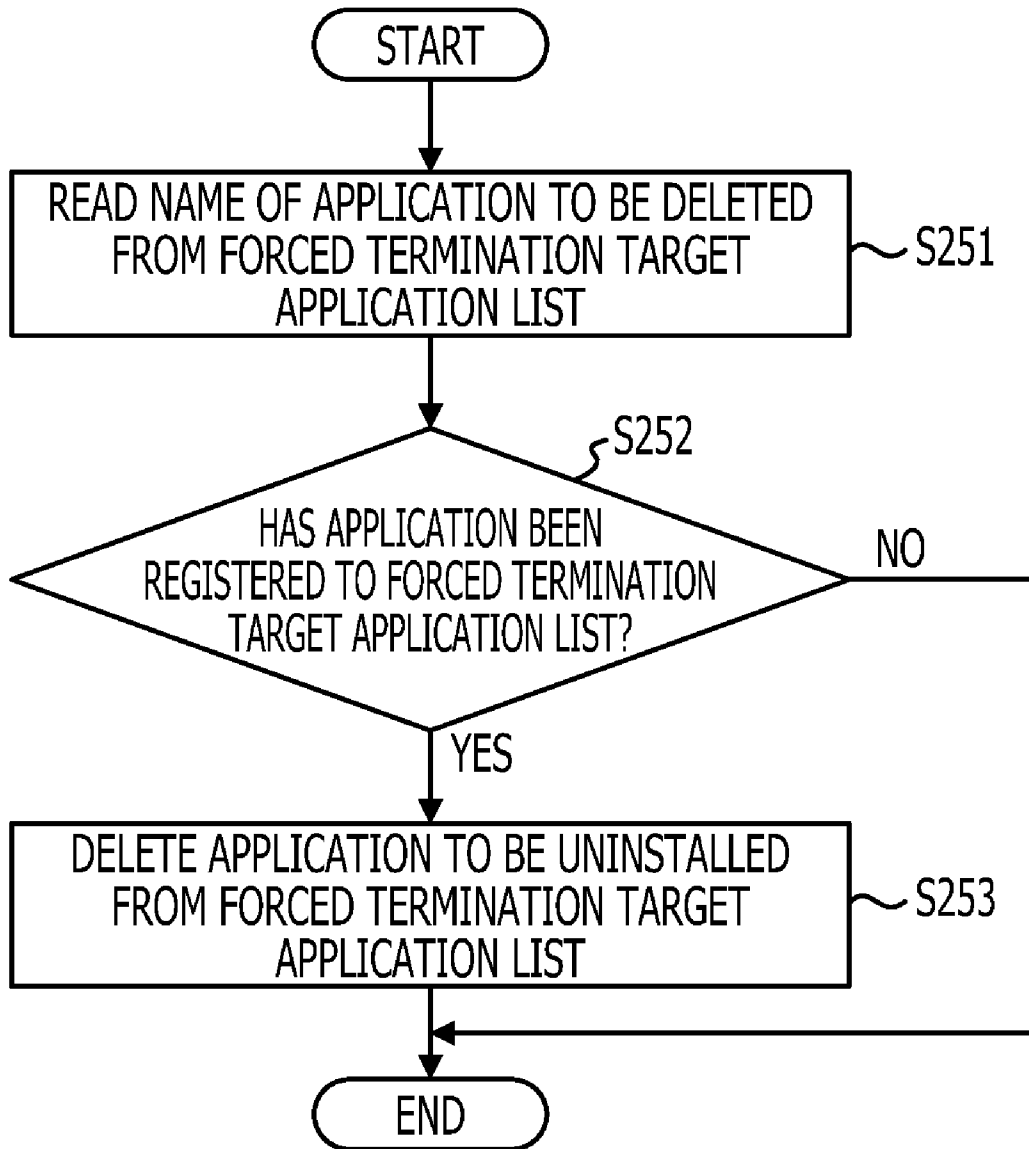 START
READ NAME OF APPLICATION TO BE DELETED
FROM FORCED TERMINATION TARGET
APPLICATION LIST
S251
S252
HAS APPLICATION BEEN
REGISTERED TO FORCED TERMINATION
TARGET APPLICATION LIST?
NO
YES
DELETE APPLICATION TO BE UNINSTALLED
FROM FORCED TERMINATION TARGET
APPLICATION LIST
S253
END